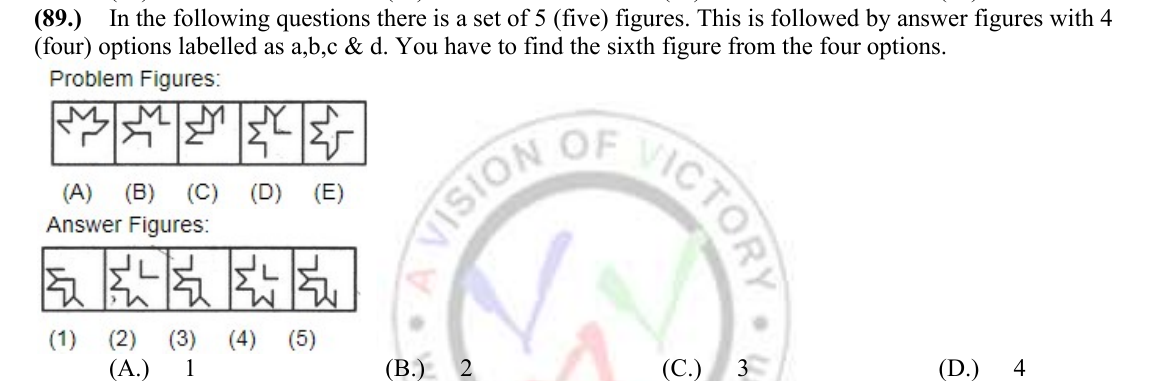 (89.) In the following questions there is a set of 5 (five) figures. This is followed by answer figures with 4
(four) options labelled as a,b,c & d. You have to find the sixth figure from the four options.
Problem Figures:
(A) (B) (C) (D) (E)
Answer Figures:
(1) (2) (3) (4) (5)
(A.) 1 (B.) 2 (C.) 3 (D.) 4
A VISION OF VICTORY